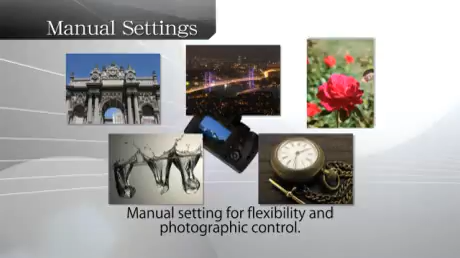 Manual Settings
Manual setting for flexibility and
photographic control.